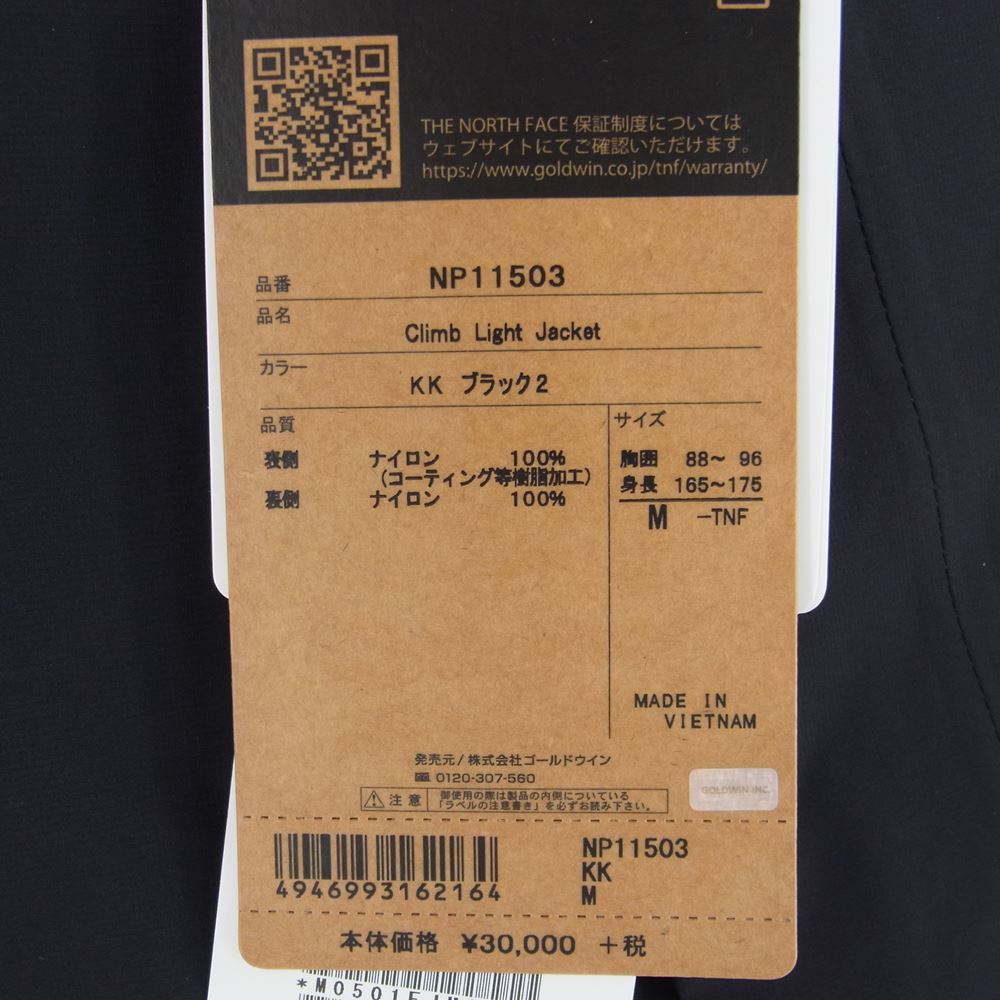 THE NORTH FACE 保証制度については
ウェブサイトにてご確認いただけます。
https://www.goldwin.co.jp/tnf/warranty/
品番 NP11503
品名 Climb Light Jacket
カラー KK ブラック2
品質
表側 ナイロン 100%
(コーティング等樹脂加工)
裏側 ナイロン 100%
サイズ
胸囲 88～ 96
身長 165～175
M -TNF
MADE IN
VIETNAM
発売元/株式会社ゴールドウイン
0120-307-560
注意
御使用の際は製品の内側についている
「ラベルの注意書き」を必ずお読み下さい。
GOLDWIN INC.
4946993162164
NP11503
KK
M
本体価格 ¥30,000 +税